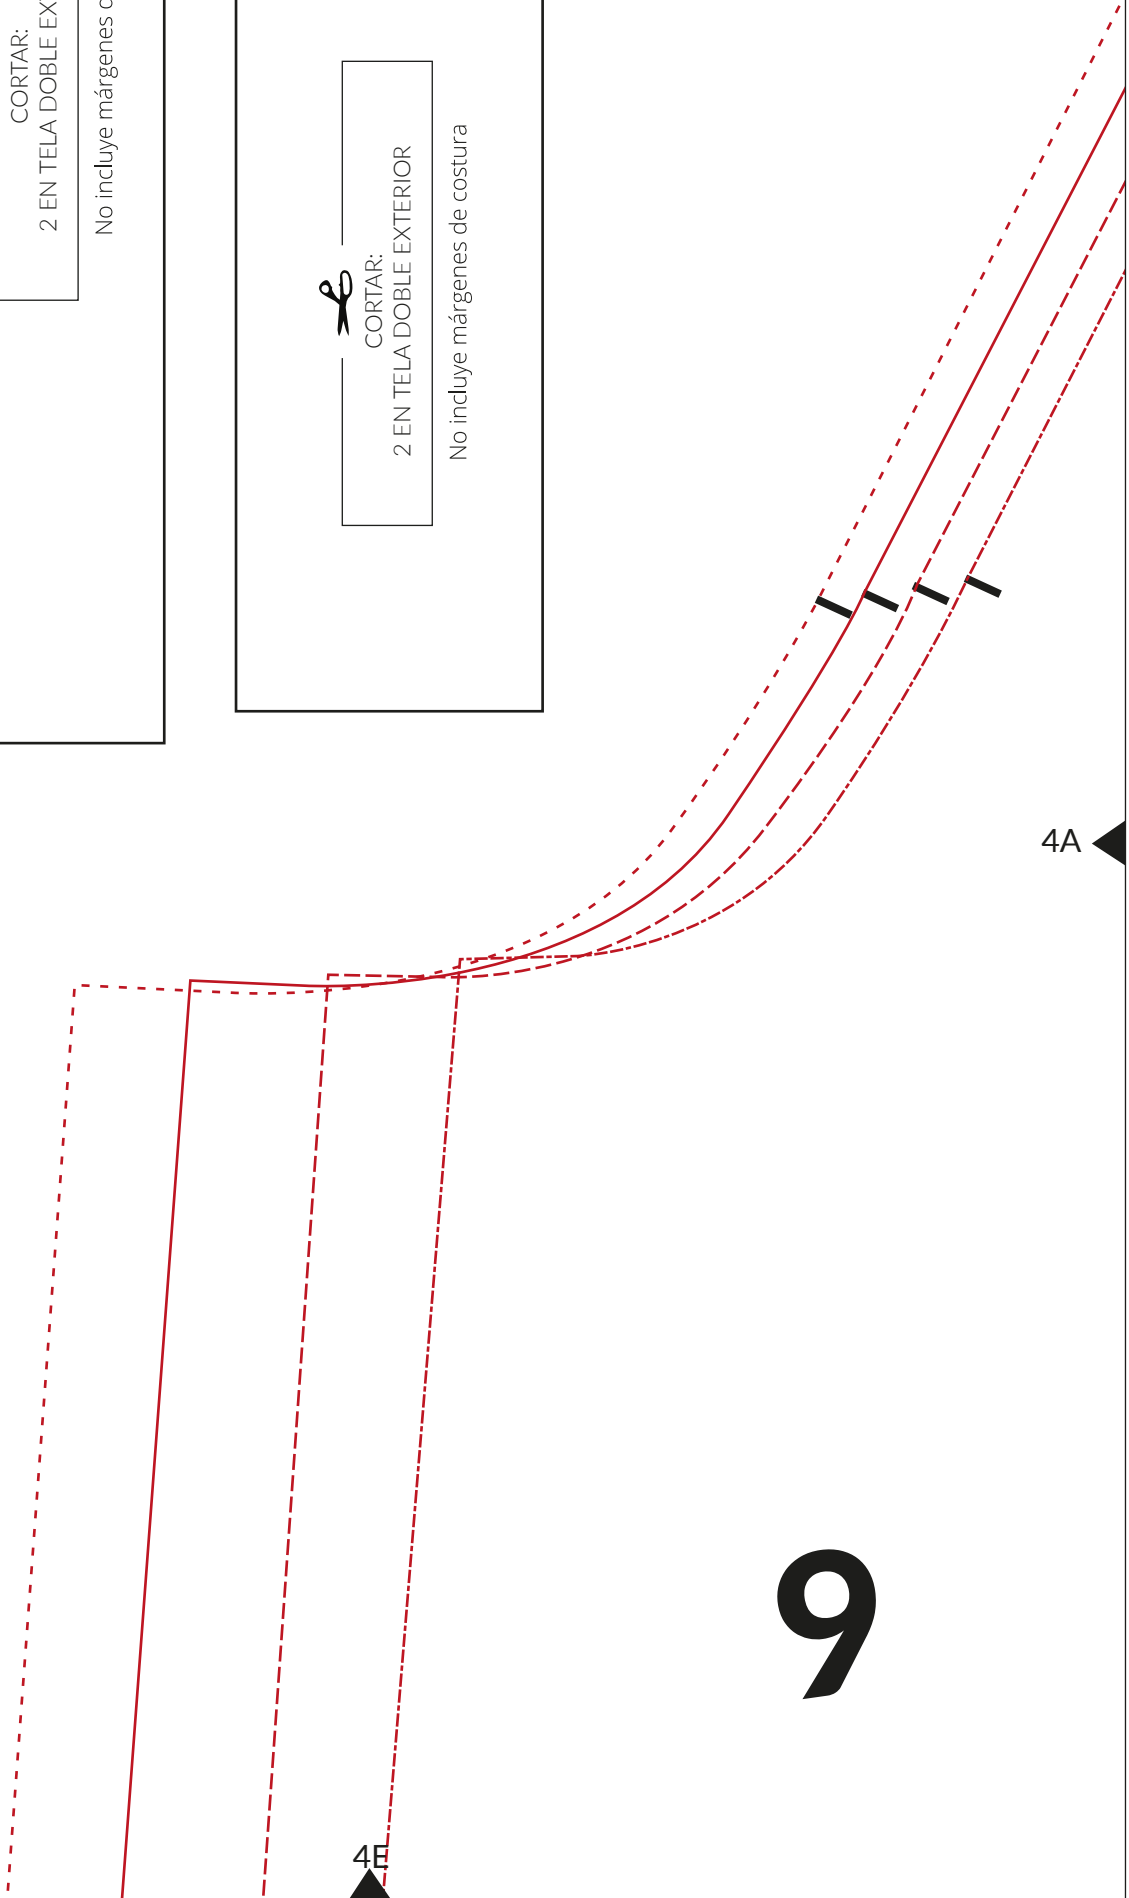 CORTAR:
2 EN TELA DOBLE
No incluye márgenes
CORTAR:
2 EN TELA DOBLE EXTERIOR
No incluye márgenes de costura
4A
9
4E